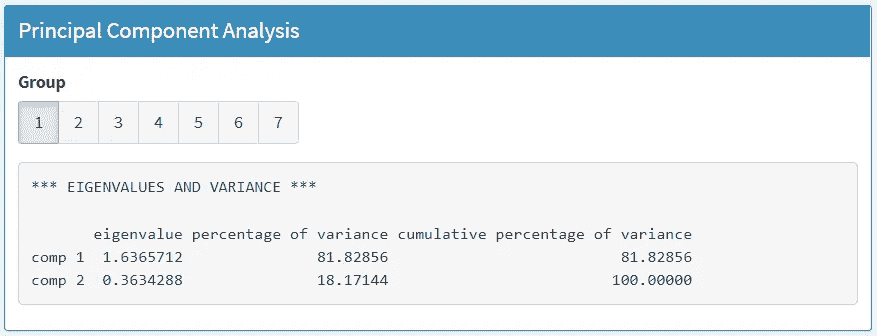 Principal Component Analysis
Group
1 2 3 4 5 6 7
*** EIGENVALUES AND VARIANCE ***
eigenvalue percentage of variance cumulative percentage of variance
comp 1 1.6365712 81.82856 81.82856
comp 2 0.3634288 18.17144 100.00000